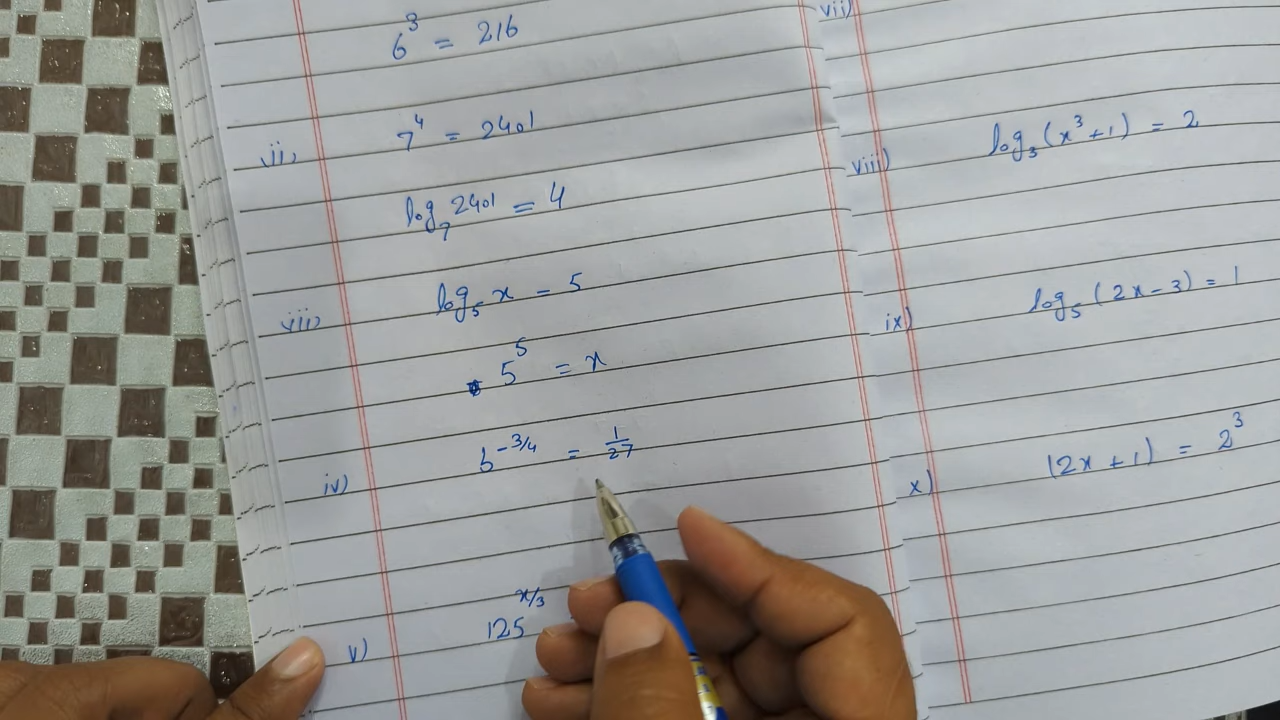 6³ = 216
ii, 7⁴ = 2401
log₇ 2401 = 4
viii, log₅ x = 5
5⁵ = x
iv) b^(-3/4) = 1/27
v) 125^(x/3)
vii)
viii) log₃ (x³ + 1) = 2
ix) log₅ (2x - 3) = 1
x) (2x + 1) = 2³